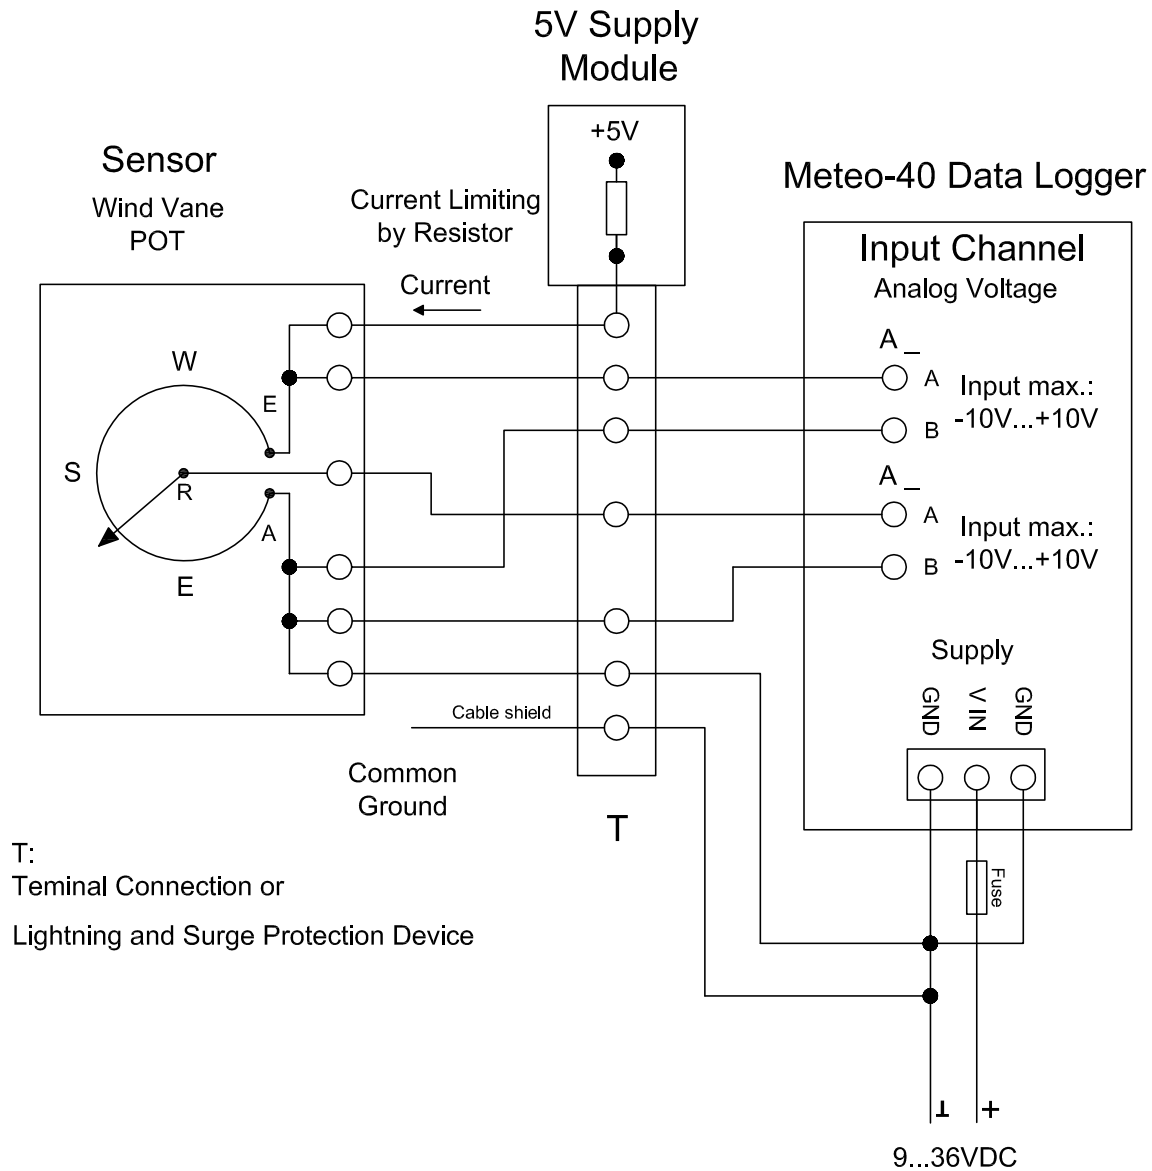 5V Supply
Module
+5V
Sensor
Wind Vane
POT
Current Limiting
by Resistor
Current
Meteo-40 Data Logger
Input Channel
Analog Voltage
A _
A
Input max.:
-10V...+10V
B
A _
A
Input max.:
-10V...+10V
B
W
E
S
R
A
E
Supply
GND
V IN
GND
Cable shield
Common
Ground
T
T:
Teminal Connection or
Lightning and Surge Protection Device
Fuse
+
9...36VDC